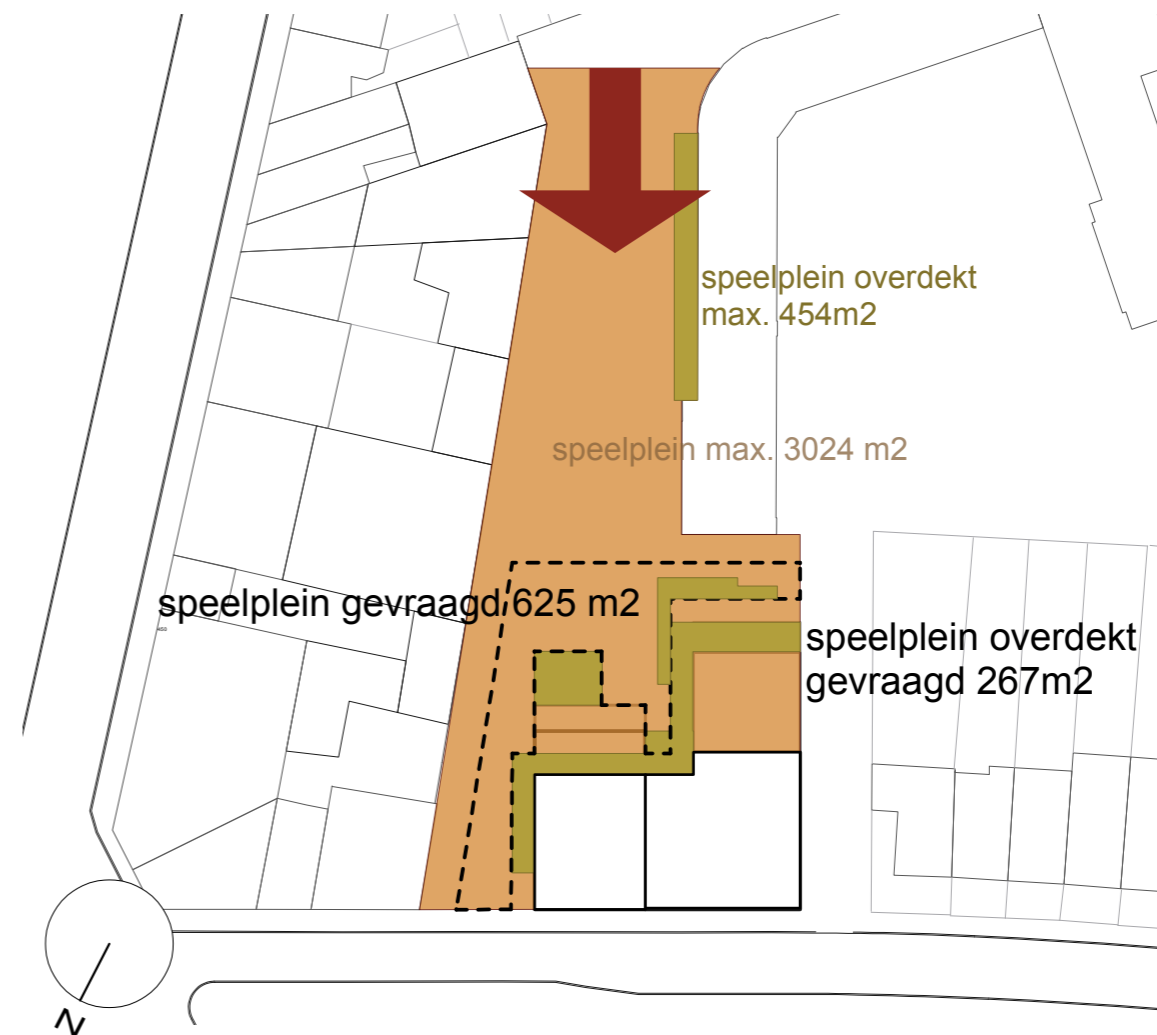 speelplein overdekt
max. 454m2
speelplein max. 3024 m2
speelplein gevraagd 625 m2
speelplein overdekt
gevraagd 267m2
N